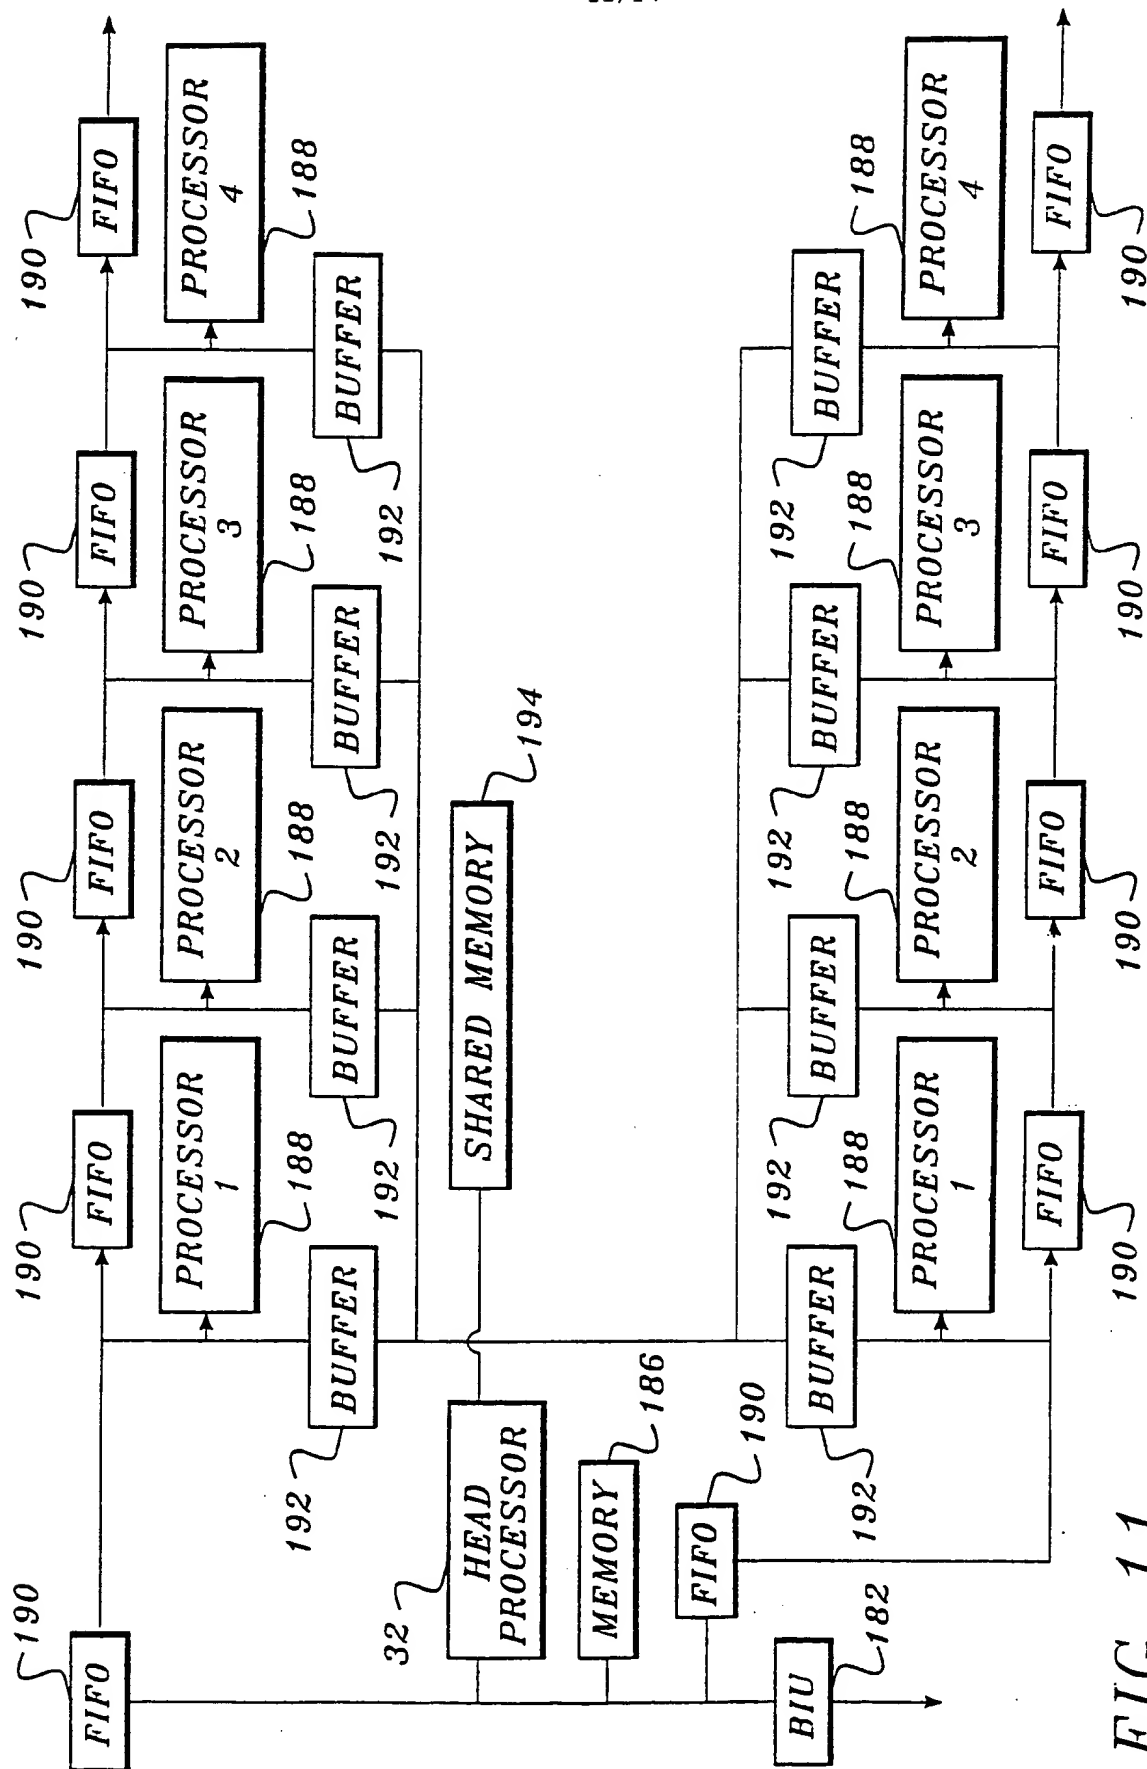 190
FIFO
190
FIFO
190
FIFO
190
FIFO
190
FIFO
PROCESSOR
1
188
PROCESSOR
2
188
PROCESSOR
3
188
PROCESSOR
4
188
192
BUFFER
BUFFER
192
BUFFER
192
BUFFER
192
32
HEAD
PROCESSOR
SHARED MEMORY
194
MEMORY
186
FIFO
190
BIU
182
BUFFER
192
BUFFER
192
BUFFER
192
BUFFER
192
PROCESSOR
1
188
PROCESSOR
2
188
PROCESSOR
3
188
PROCESSOR
4
188
FIFO
190
FIFO
190
FIFO
190
FIFO
190
FIG. 11